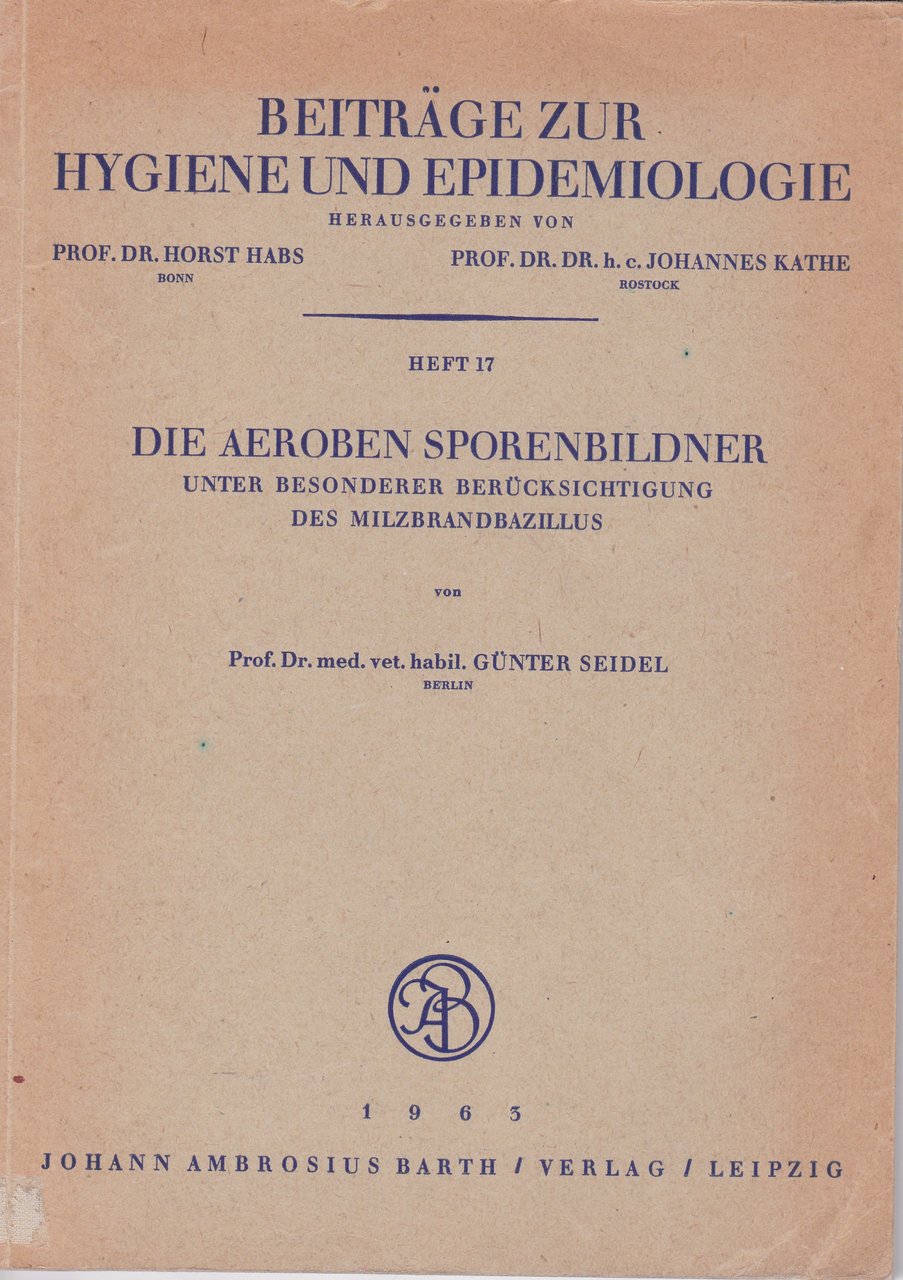 BEITRÄGE ZUR
HYGIENE UND EPIDEMIOLOGIE
HERAUSGEGEBEN VON
PROF. DR. HORST HABS
BONN
PROF. DR. DR. h. c. JOHANNES KATHE
ROSTOCK
HEFT 17
DIE AEROBEN SPORENBILDNER
UNTER BESONDERER BERÜCKSICHTIGUNG
DES MILZBRANDBAZILLUS
von
Prof. Dr. med. vet. habil. GÜNTER SEIDEL
BERLIN
JAB
1963
JOHANN AMBROSIUS BARTH / VERLAG / LEIPZIG